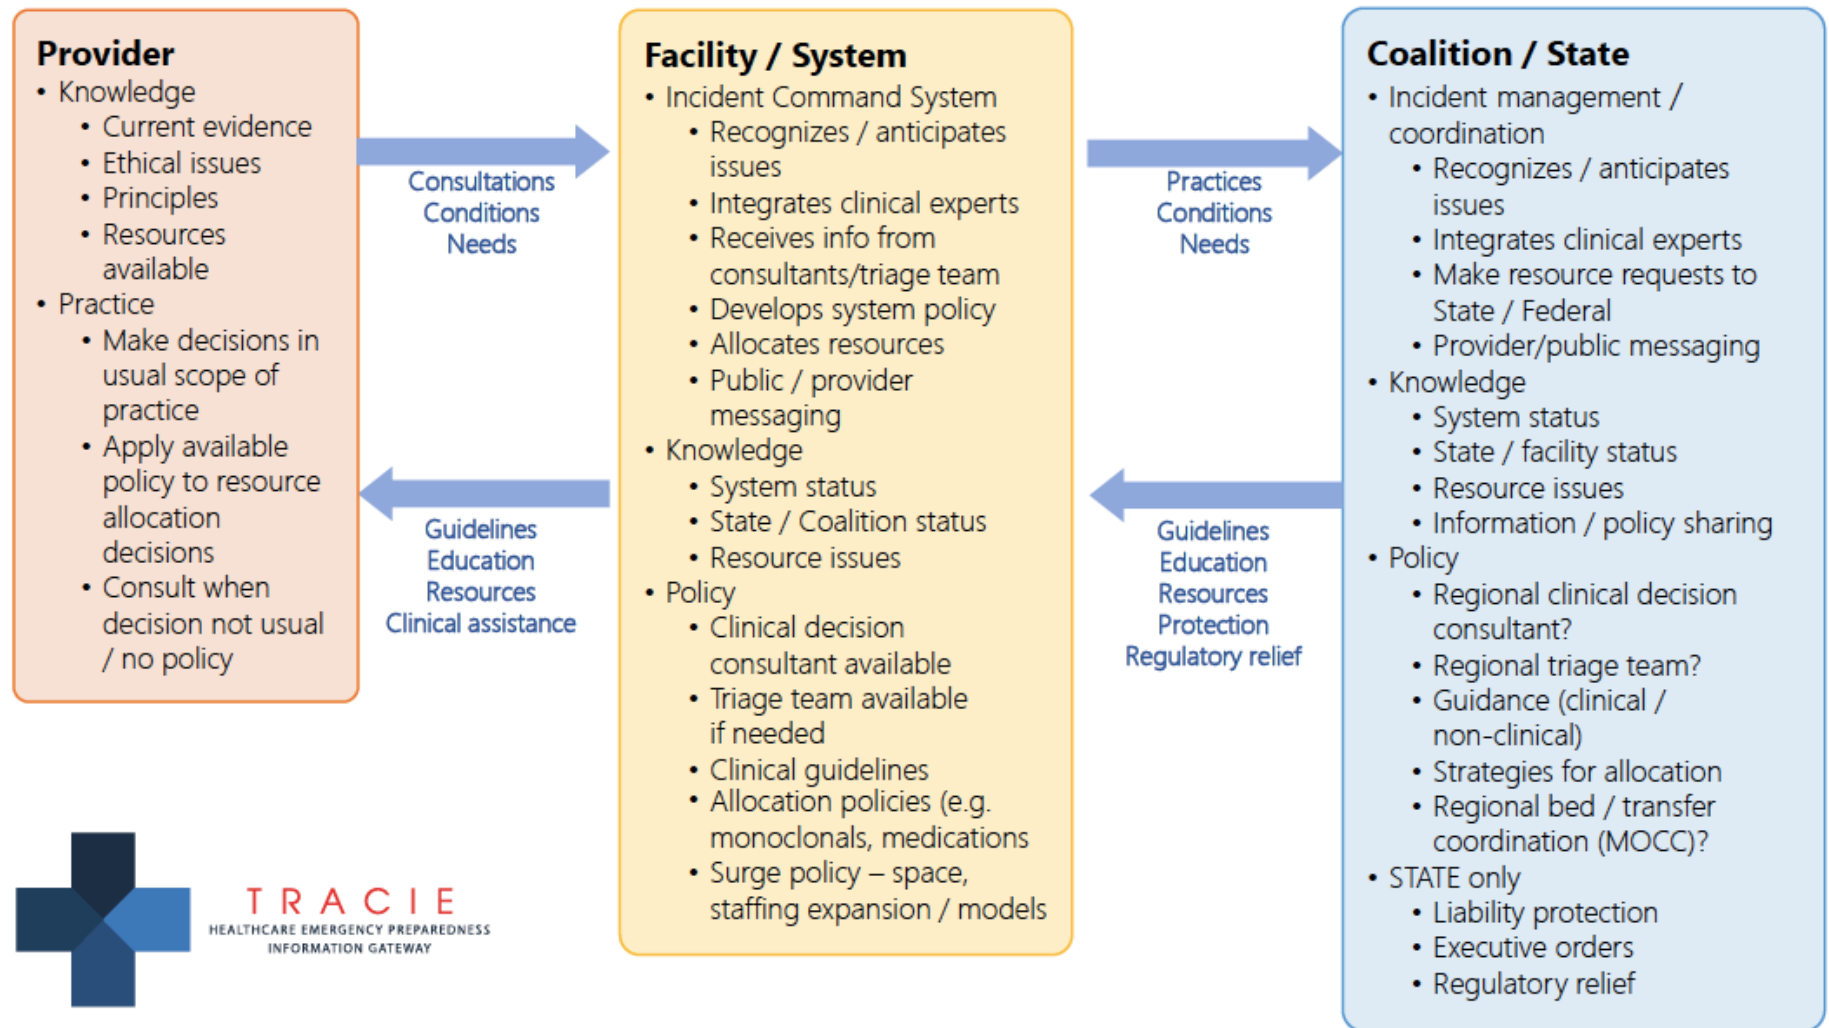 Provider
• Knowledge
• Current evidence
• Ethical issues
• Principles
• Resources
available
• Practice
• Make decisions in
usual scope of
practice
• Apply available
policy to resource
allocation
decisions
• Consult when
decision not usual
/ no policy
Consultations
Conditions
Needs
Guidelines
Education
Resources
Clinical assistance
Facility / System
• Incident Command System
• Recognizes / anticipates
issues
• Integrates clinical experts
• Receives info from
consultants/triage team
• Develops system policy
• Allocates resources
• Public / provider
messaging
• Knowledge
• System status
• State / Coalition status
• Resource issues
• Policy
• Clinical decision
consultant available
• Triage team available
if needed
• Clinical guidelines
• Allocation policies (e.g.
monoclonals, medications
• Surge policy – space,
staffing expansion / models
Practices
Conditions
Needs
Guidelines
Education
Resources
Protection
Regulatory relief
Coalition / State
• Incident management /
coordination
• Recognizes / anticipates
issues
• Integrates clinical experts
• Make resource requests to
State / Federal
• Provider/public messaging
• Knowledge
• System status
• State / facility status
• Resource issues
• Information / policy sharing
• Policy
• Regional clinical decision
consultant?
• Regional triage team?
• Guidance (clinical /
non-clinical)
• Strategies for allocation
• Regional bed / transfer
coordination (MOCC)?
• STATE only
• Liability protection
• Executive orders
• Regulatory relief
TRACIE
HEALTHCARE EMERGENCY PREPAREDNESS
INFORMATION GATEWAY